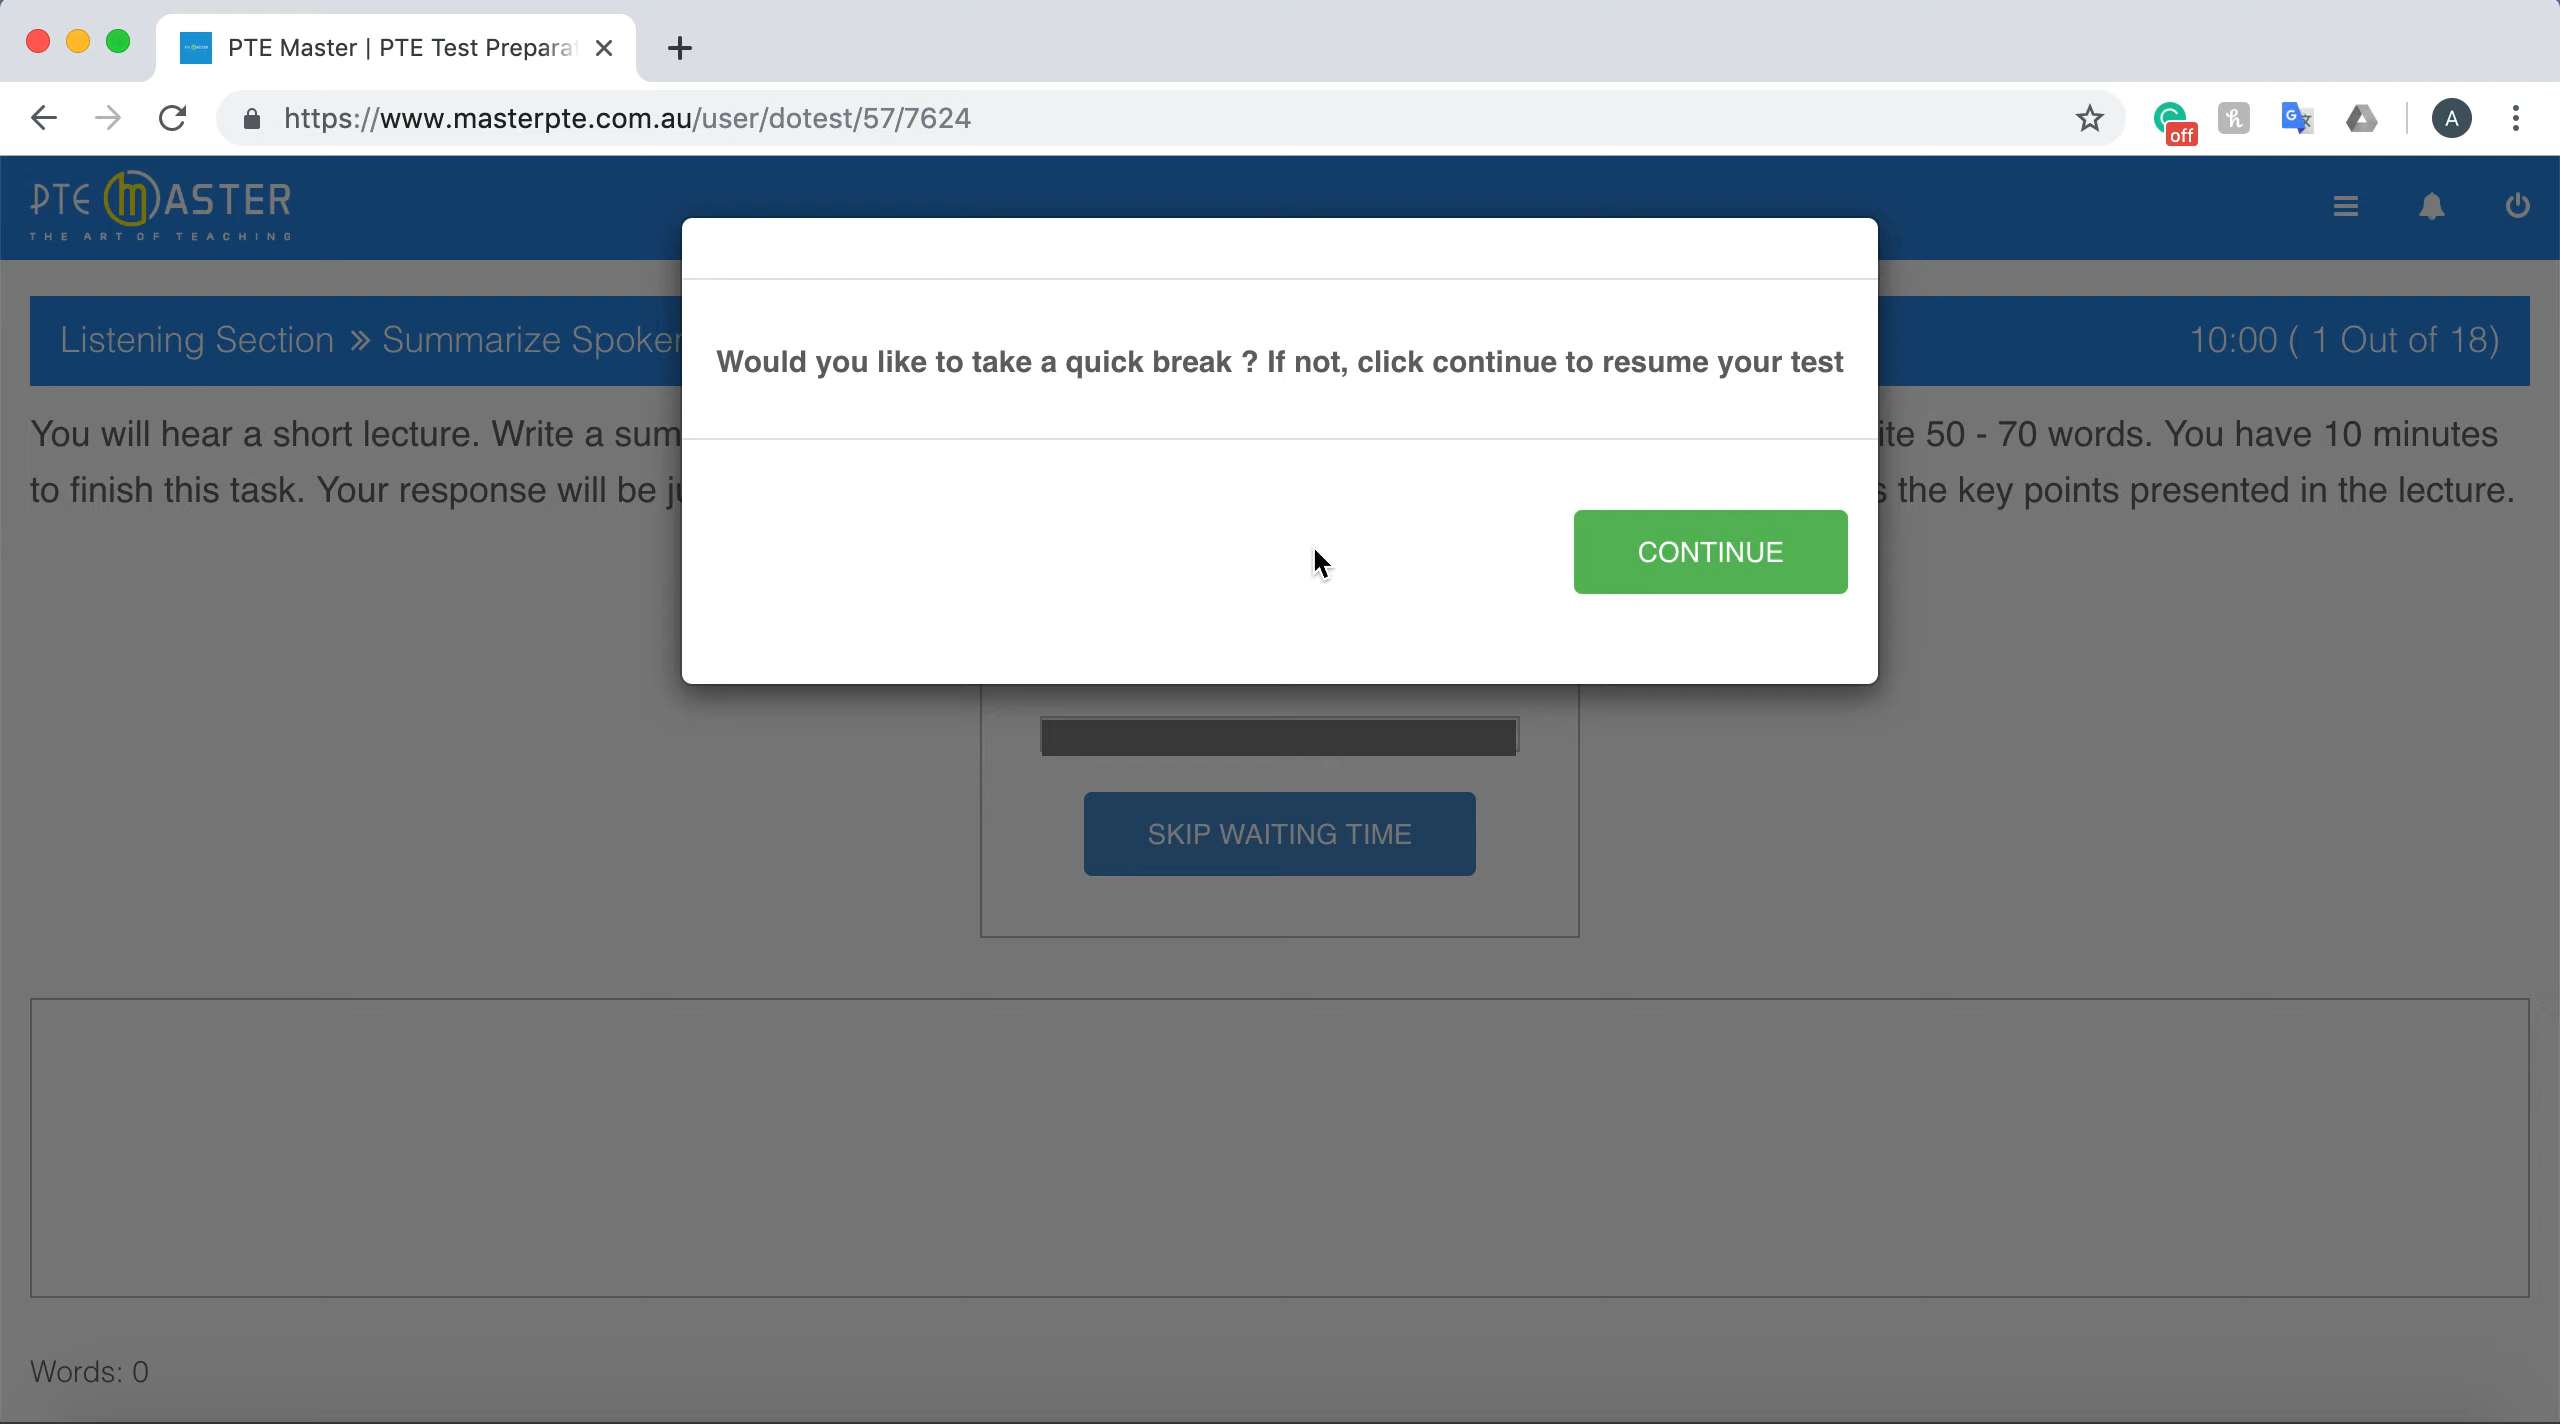 PTE Master | PTE Test Prepara
https://www.masterpte.com.au/user/dotest/57/7624
off
A
PTE MASTER
THE ART OF TEACHING
Listening Section » Summarize Spoken
10:00 ( 1 Out of 18)
Would you like to take a quick break ? If not, click continue to resume your test
You will hear a short lecture. Write a sum
ite 50 - 70 words. You have 10 minutes
to finish this task. Your response will be ju
s the key points presented in the lecture.
CONTINUE
SKIP WAITING TIME
Words: 0